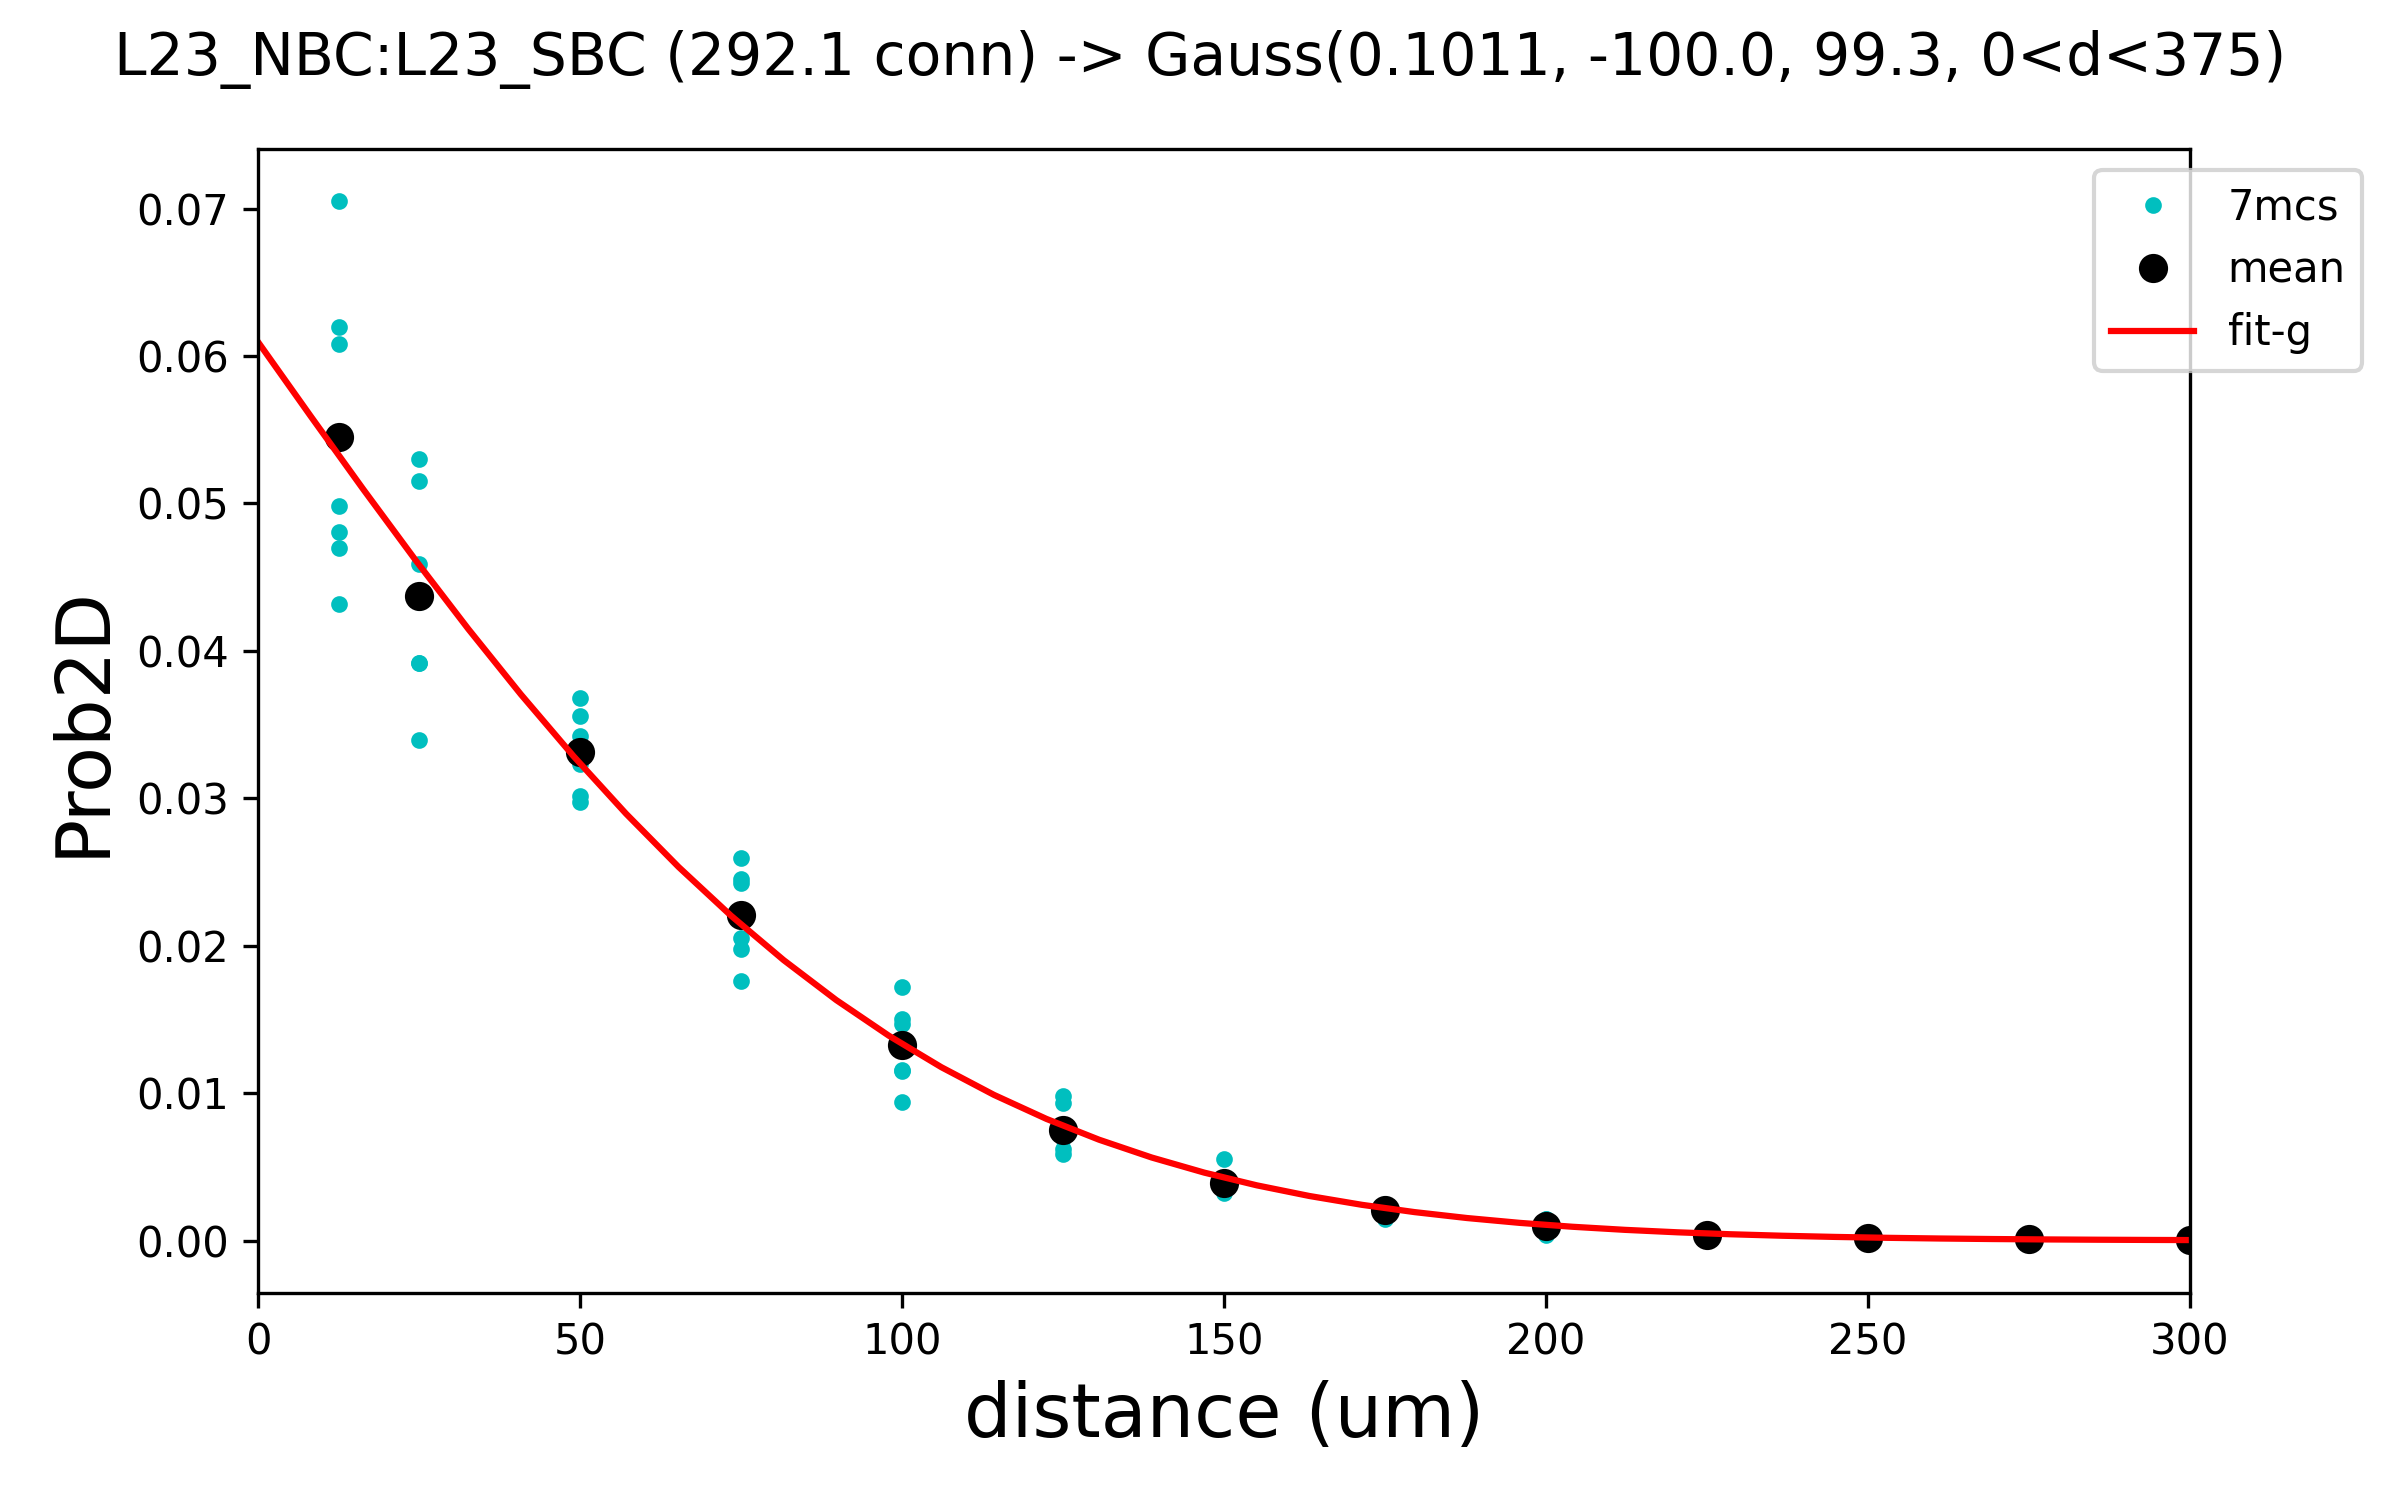 L23_NBC:L23_SBC (292.1 conn) -> Gauss(0.1011, -100.0, 99.3, 0<d<375)
7mcs
mean
fit-g
Prob2D
0.07
0.06
0.05
0.04
0.03
0.02
0.01
0.00
0 50 100 150 200 250 300
distance (um)